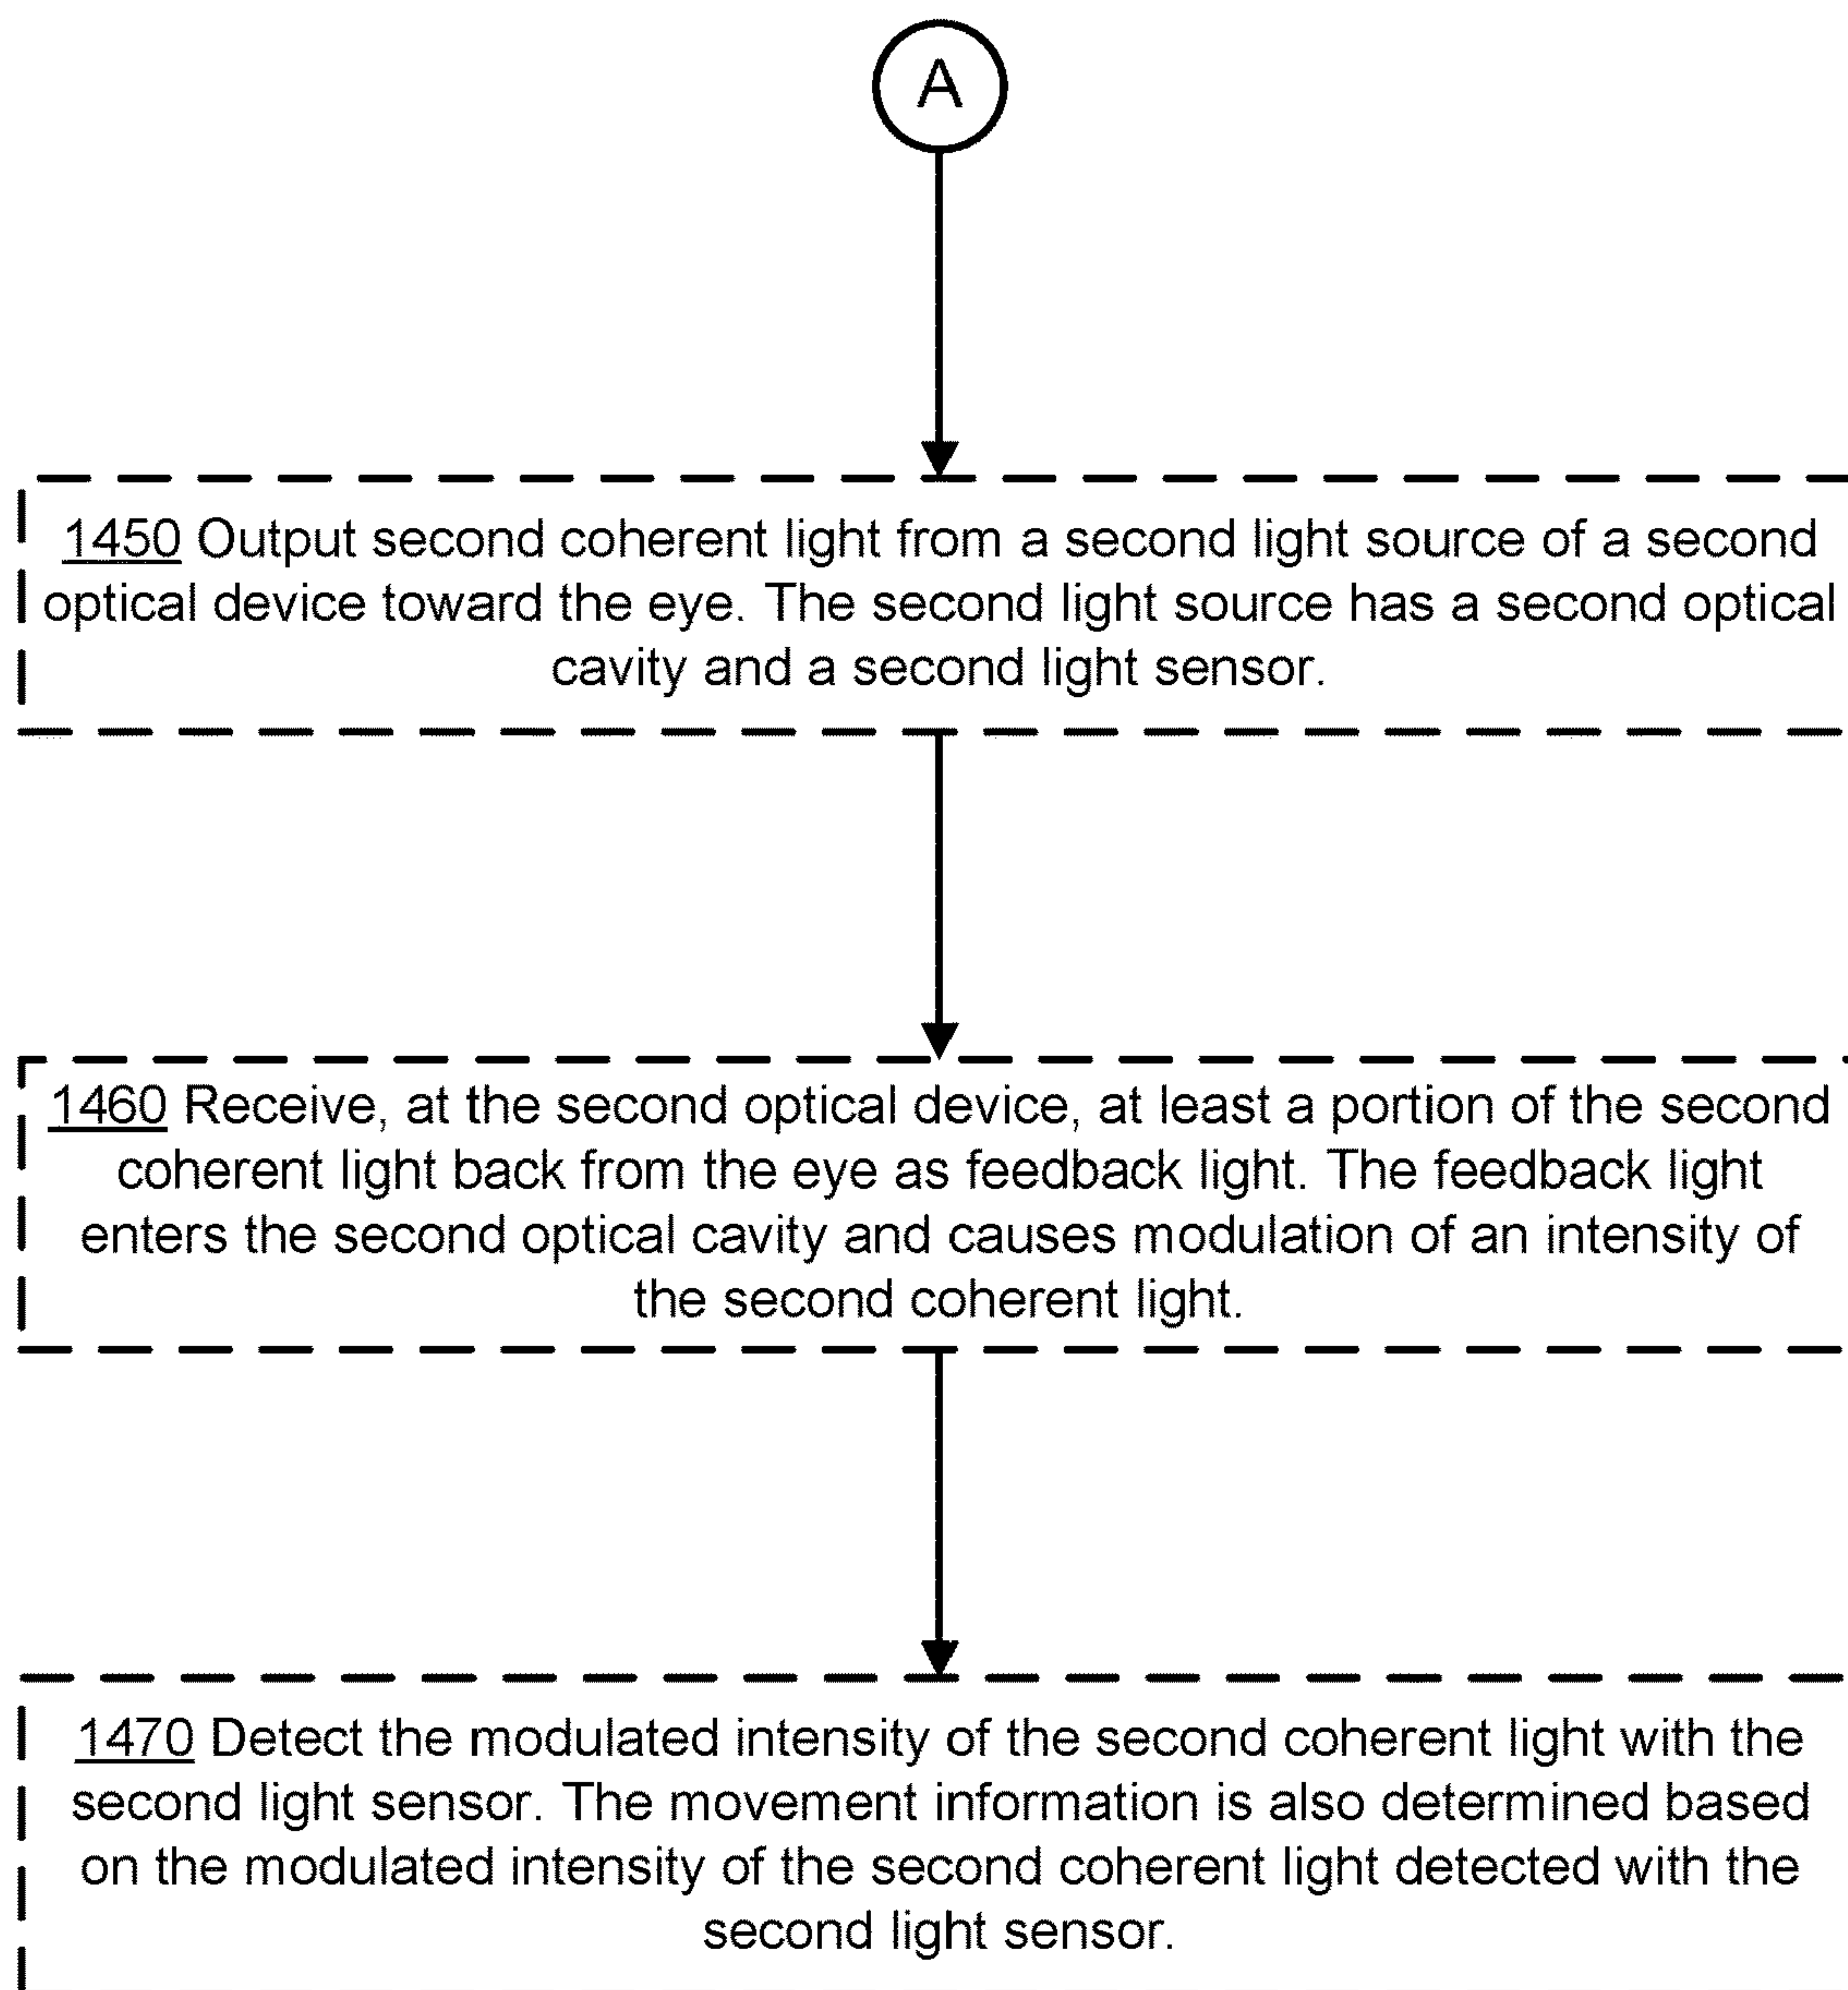 A
1450 Output second coherent light from a second light source of a second
optical device toward the eye. The second light source has a second optical
cavity and a second light sensor.
1460 Receive, at the second optical device, at least a portion of the second
coherent light back from the eye as feedback light. The feedback light
enters the second optical cavity and causes modulation of an intensity of
the second coherent light.
1470 Detect the modulated intensity of the second coherent light with the
second light sensor. The movement information is also determined based
on the modulated intensity of the second coherent light detected with the
second light sensor.